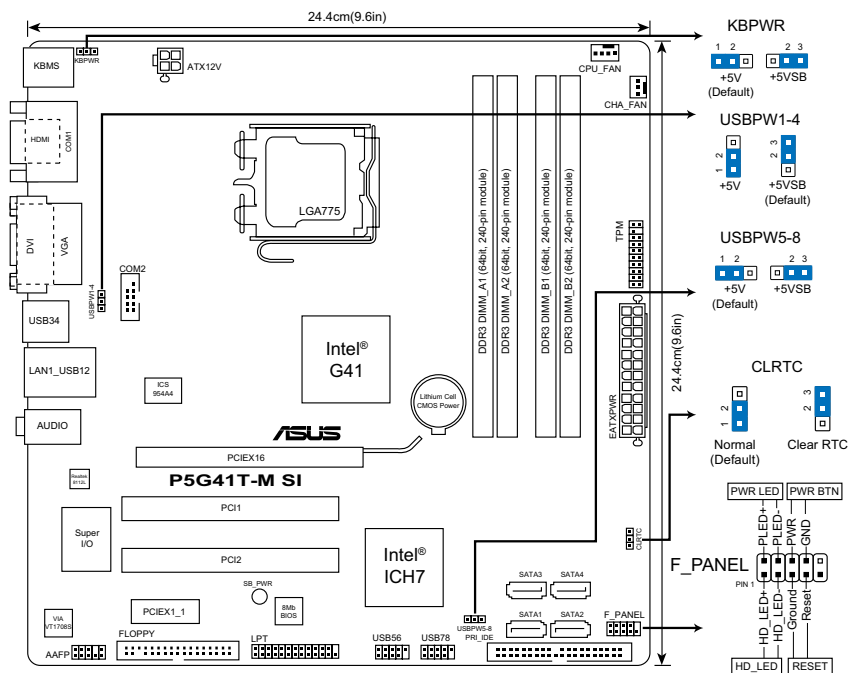 24.4cm(9.6in)
KBMS
KBPWR
ATX12V
CPU_FAN
CHA_FAN
HDMI
COM1
LGA775
DVI
VGA
USBPW1-4
COM2
USB34
LAN1_USB12
AUDIO
ICS
954A4
Intel®
G41
Lithium Cell
CMOS Power
DDR3 DIMM_A1 (64bit, 240-pin module)
DDR3 DIMM_A2 (64bit, 240-pin module)
DDR3 DIMM_B1 (64bit, 240-pin module)
DDR3 DIMM_B2 (64bit, 240-pin module)
TPM
EATXPWR
24.4cm(9.6in)
ASUS
PCIEX16
P5G41T-M SI
Realtek
8112L
PCI1
Super
I/O
PCI2
Intel®
ICH7
CLRTC
SB_PWR
PCIEX1_1
8Mb
BIOS
VIA
VT1708S
AAFP
FLOPPY
LPT
USB56
USB78
USBPW5-8
PRI_IDE
SATA3
SATA4
SATA1
SATA2
F_PANEL
KBPWR
1 2
2 3
+5V
(Default)
+5VSB
USBPW1-4
2
1
3
2
+5V
+5VSB
(Default)
USBPW5-8
1 2
2 3
+5V
(Default)
+5VSB
CLRTC
2
1
3
2
Normal
(Default)
Clear RTC
PWR LED
PWR BTN
PLED+
PLED-
PWR
GND
F_PANEL
PIN 1
HD_LED+
HD_LED-
Ground
Reset
HD_LED
RESET